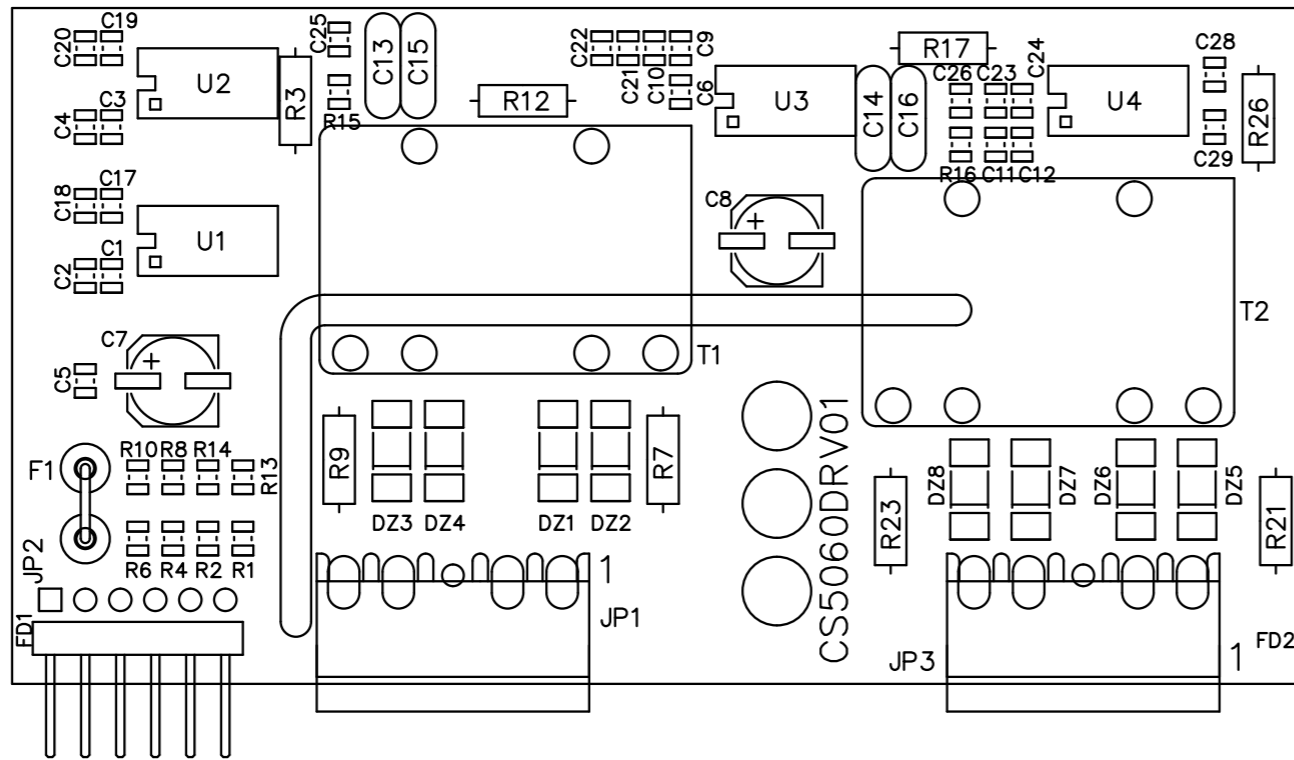 C20
C19
U2
R3
C25
R15
C13
C15
R12
C22
C21
C10
C9
C6
U3
C14
C16
R17
C26
C23
C24
R16
C11
C12
U4
C28
C29
R26
C4
C3
C18
C17
U1
C2
C1
C8
T1
T2
C7
+
+
C5
F1
R10
R8
R14
R13
R6
R4
R2
R1
JP2
FD1
R9
DZ3
DZ4
DZ1
DZ2
R7
CS5060DRV01
R23
DZ8
DZ7
DZ6
DZ5
R21
1
JP1
JP3
1
FD2